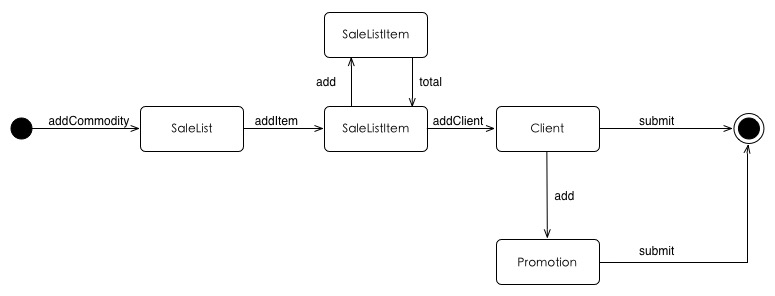 SaleListItem
add
total
addCommodity
SaleList
addItem
SaleListItem
addClient
Client
submit
add
Promotion
submit